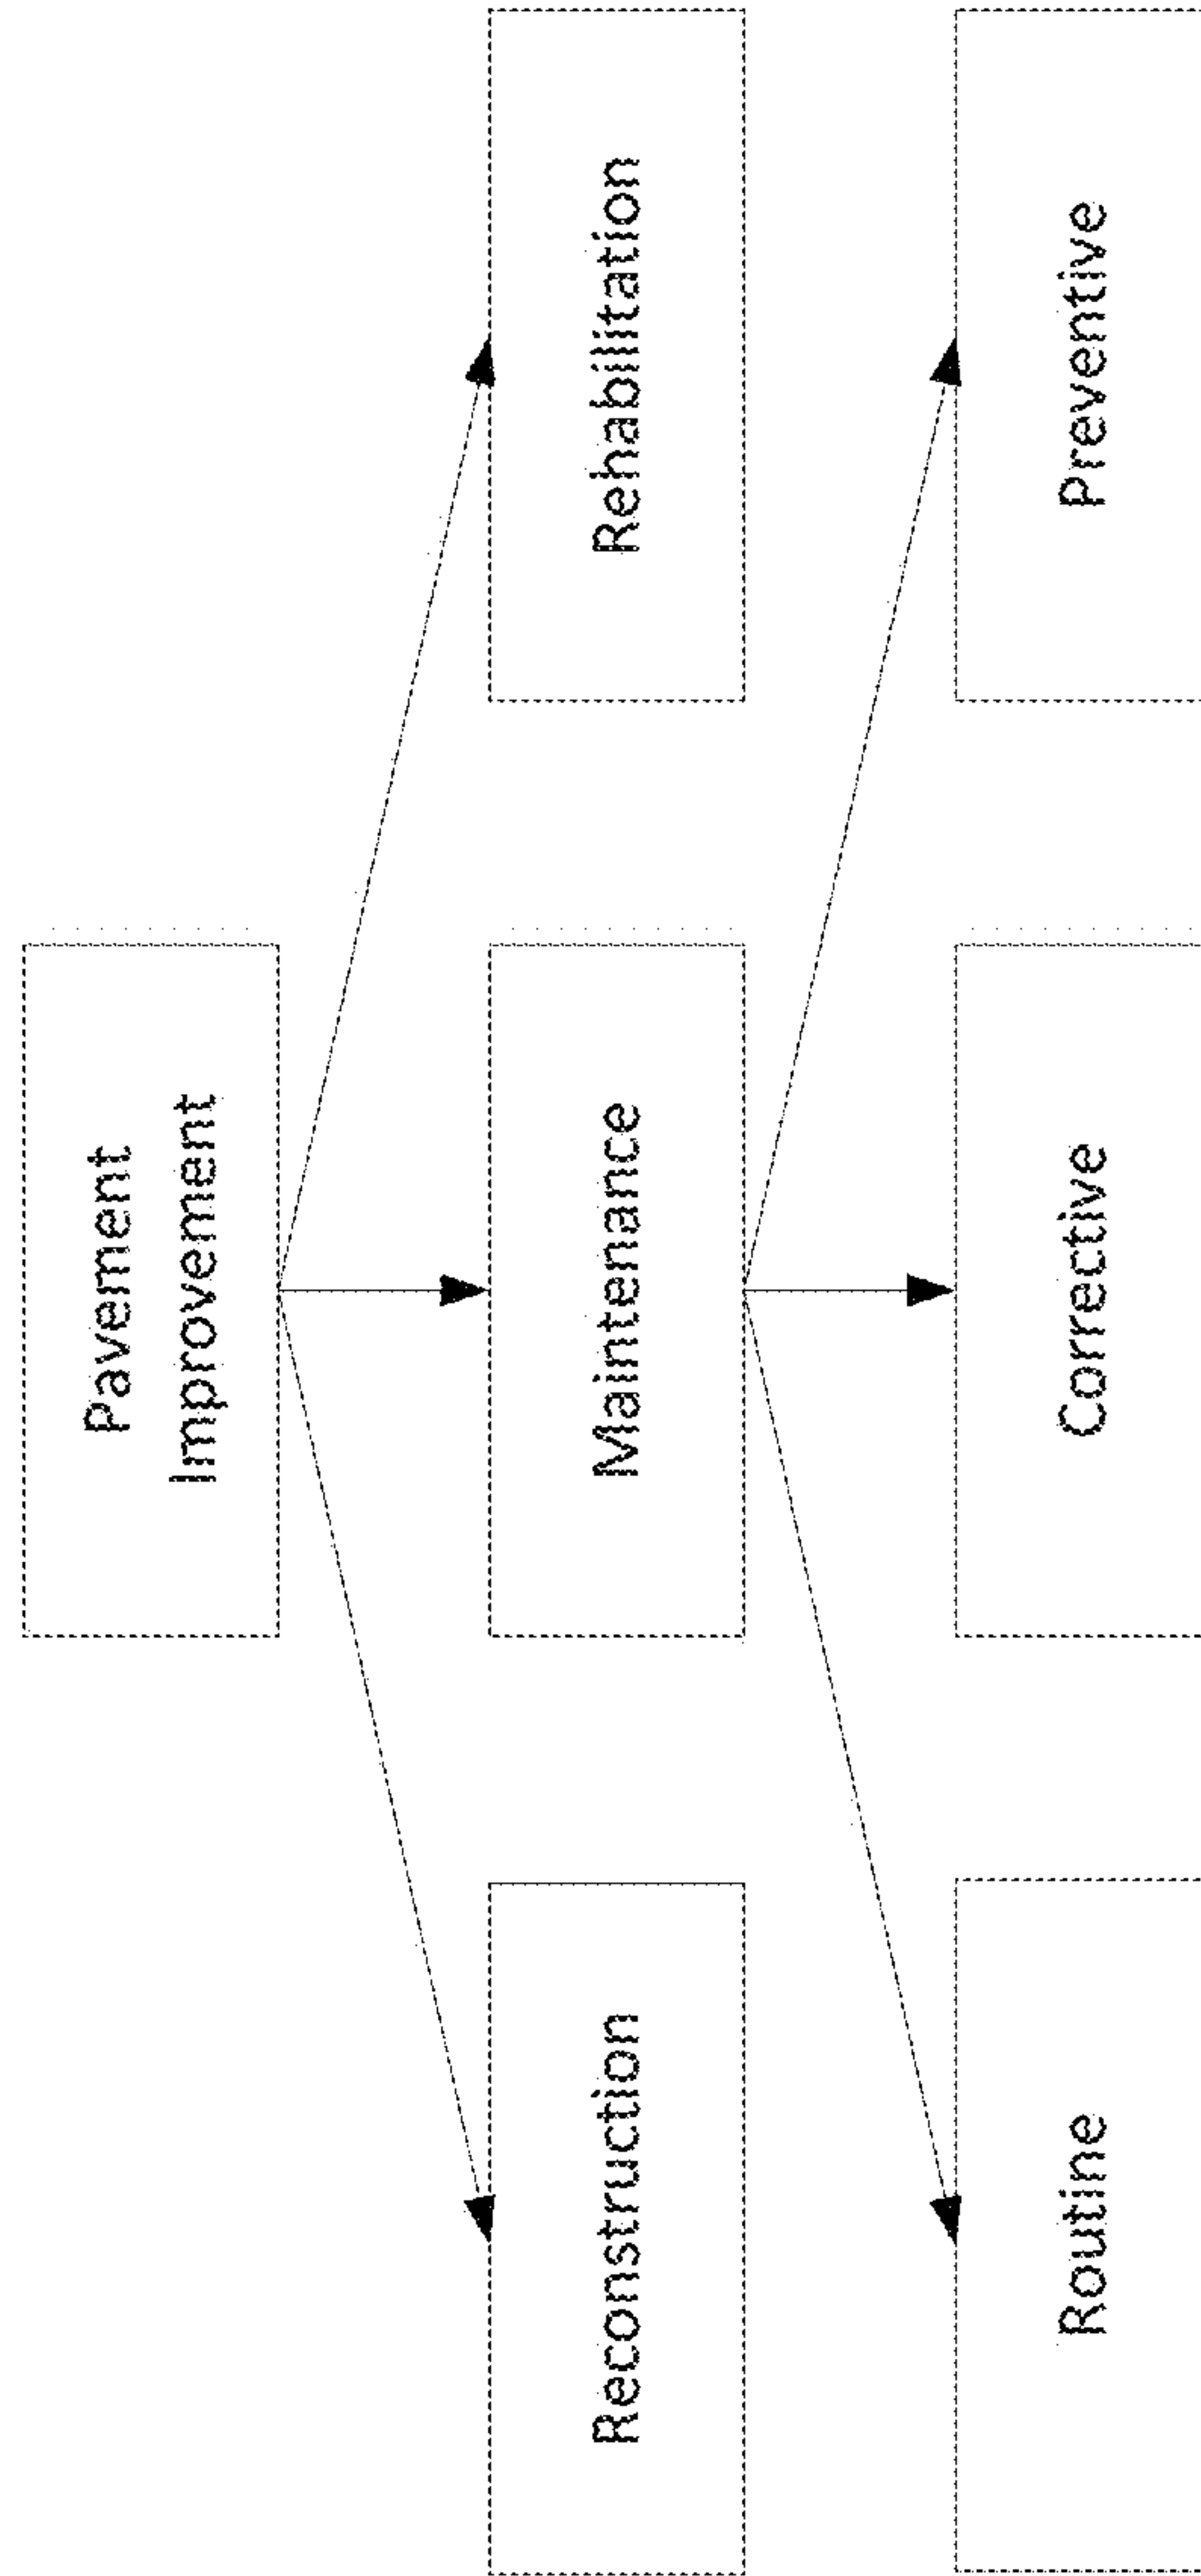 Pavement
Improvement
Reconstruction
Maintenance
Rehabilitation
Routine
Corrective
Preventive